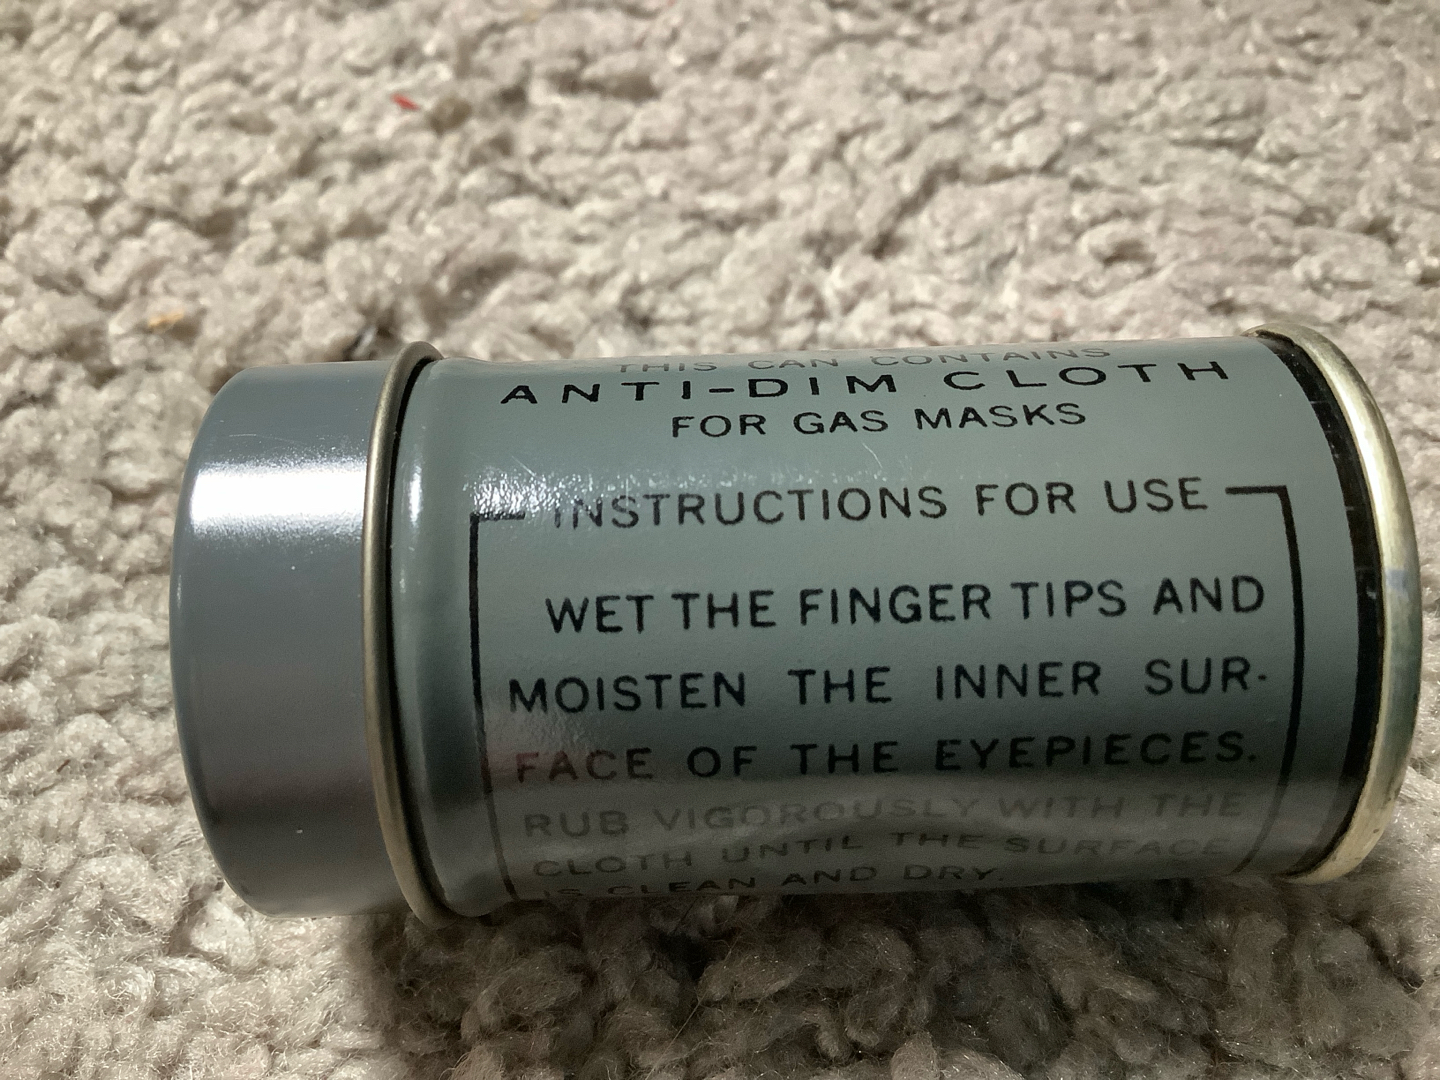 THIS CAN CONTAINS
ANTI-DIM CLOTH
FOR GAS MASKS
INSTRUCTIONS FOR USE
WET THE FINGER TIPS AND
MOISTEN THE INNER SUR-
FACE OF THE EYEPIECES.
RUB VIGOROUSLY WITH THE
CLOTH UNTIL THE SURFACE
IS CLEAN AND DRY.